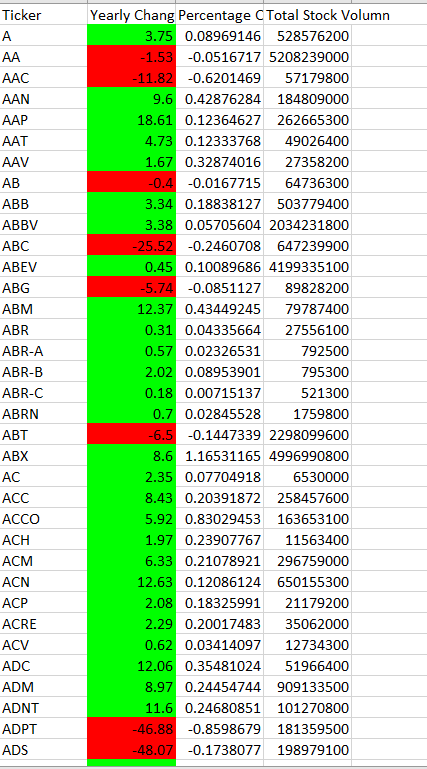 Ticker Yearly Chang Percentage C Total Stock Volumn
A 3.75 0.08969146 528576200
AA -1.53 -0.0516717 5208239000
AAC -11.82 -0.6201469 57179800
AAN 9.6 0.42876284 184809000
AAP 18.61 0.12364627 262665300
AAT 4.73 0.12333768 49026400
AAV 1.67 0.32874016 27358200
AB -0.4 -0.0167715 64736300
ABB 3.34 0.18838127 503779400
ABBV 3.38 0.05705604 2034231800
ABC -25.52 -0.2460708 647239900
ABEV 0.45 0.10089686 4199335100
ABG -5.74 -0.0851127 89828200
ABM 12.37 0.43449245 79787400
ABR 0.31 0.04335664 27556100
ABR-A 0.57 0.02326531 792500
ABR-B 2.02 0.08953901 795300
ABR-C 0.18 0.00715137 521300
ABRN 0.7 0.02845528 1759800
ABT -6.5 -0.1447339 2298099600
ABX 8.6 1.16531165 4996990800
AC 2.35 0.07704918 6530000
ACC 8.43 0.20391872 258457600
ACCO 5.92 0.83029453 163653100
ACH 1.97 0.23907767 11563400
ACM 6.33 0.21078921 296759000
ACN 12.63 0.12086124 650155300
ACP 2.08 0.18325991 21179200
ACRE 2.29 0.20017483 35062000
ACV 0.62 0.03414097 12734300
ADC 12.06 0.35481024 51966400
ADM 8.97 0.24454744 909133500
ADNT 11.6 0.24680851 101270800
ADPT -46.88 -0.8598679 181359500
ADS -48.07 -0.1738077 198979100